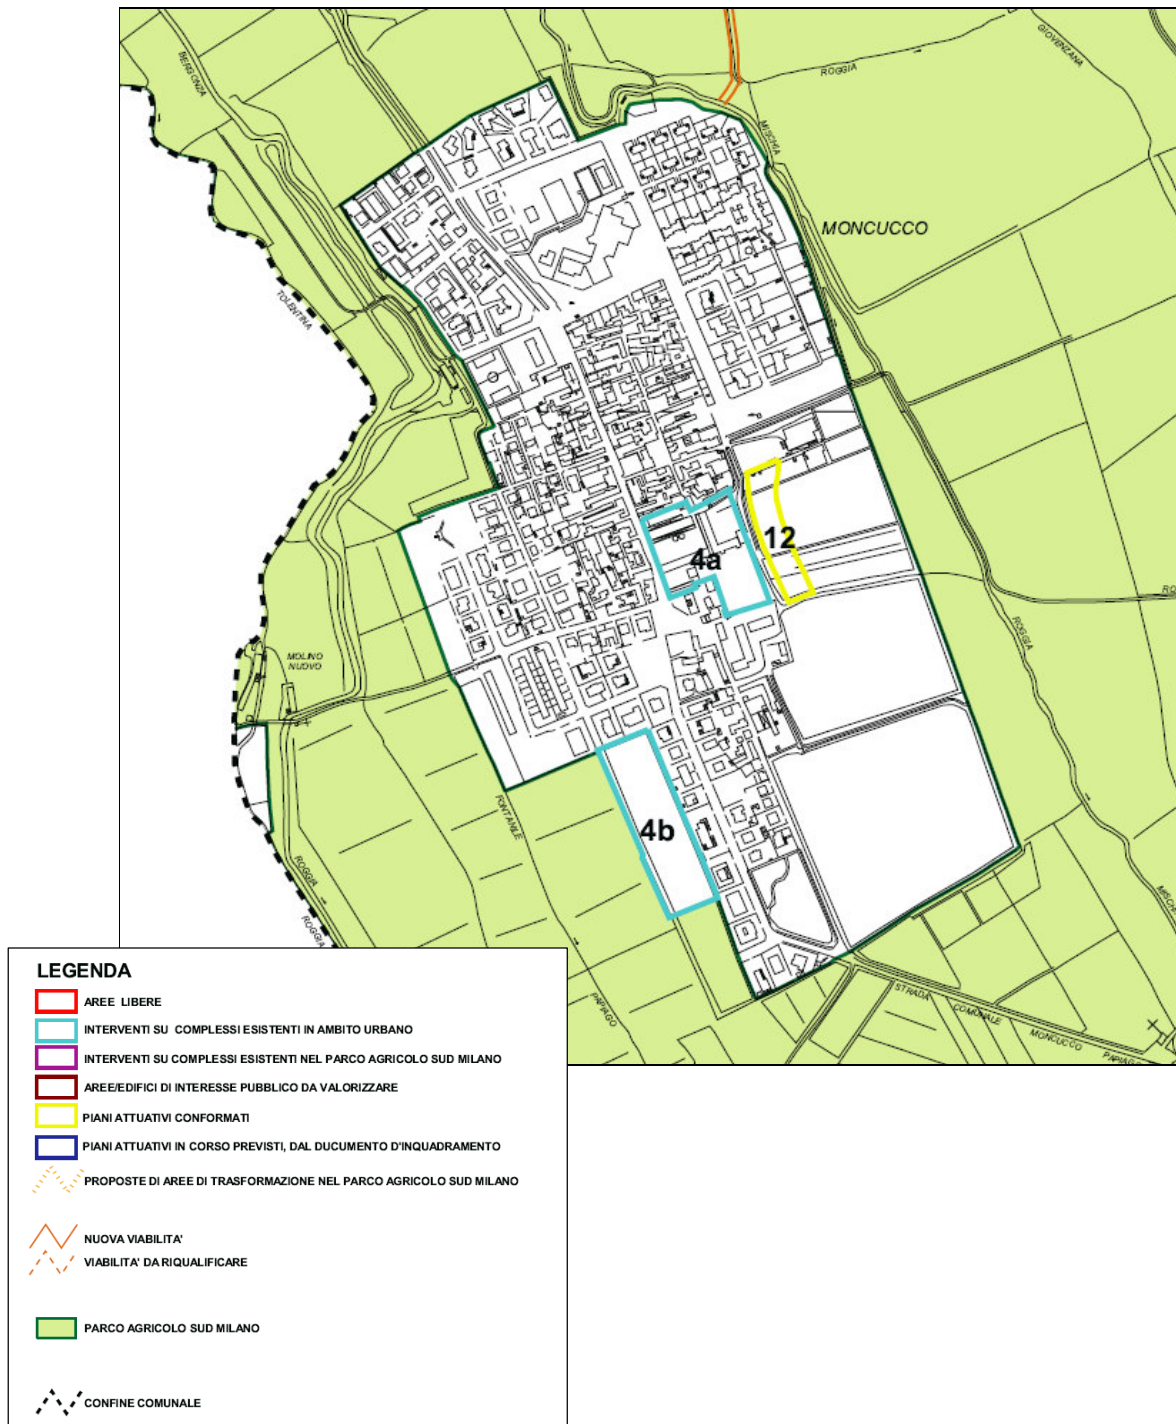 BERGONZA
ROGGIA
GIOVENZANA
MISCHIA
MONCUCCO
TOLENTINA
12
4a
ROGGIA
MOLINO
NUOVO
4b
FONTANILE
ROGGIA
ROGGIA
PAPIAGO
STRADA
COMUNALE
MONCUCCO
PAPIAGO
LEGENDA
AREE LIBERE
INTERVENTI SU COMPLESSI ESISTENTI IN AMBITO URBANO
INTERVENTI SU COMPLESSI ESISTENTI NEL PARCO AGRICOLO SUD MILANO
AREE/EDIFICI DI INTERESSE PUBBLICO DA VALORIZZARE
PIANI ATTUATIVI CONFORMATI
PIANI ATTUATIVI IN CORSO PREVISTI, DAL DUCUMENTO D'INQUADRAMENTO
PROPOSTE DI AREE DI TRASFORMAZIONE NEL PARCO AGRICOLO SUD MILANO
NUOVA VIABILITA'
VIABILITA' DA RIQUALIFICARE
PARCO AGRICOLO SUD MILANO
CONFINE COMUNALE